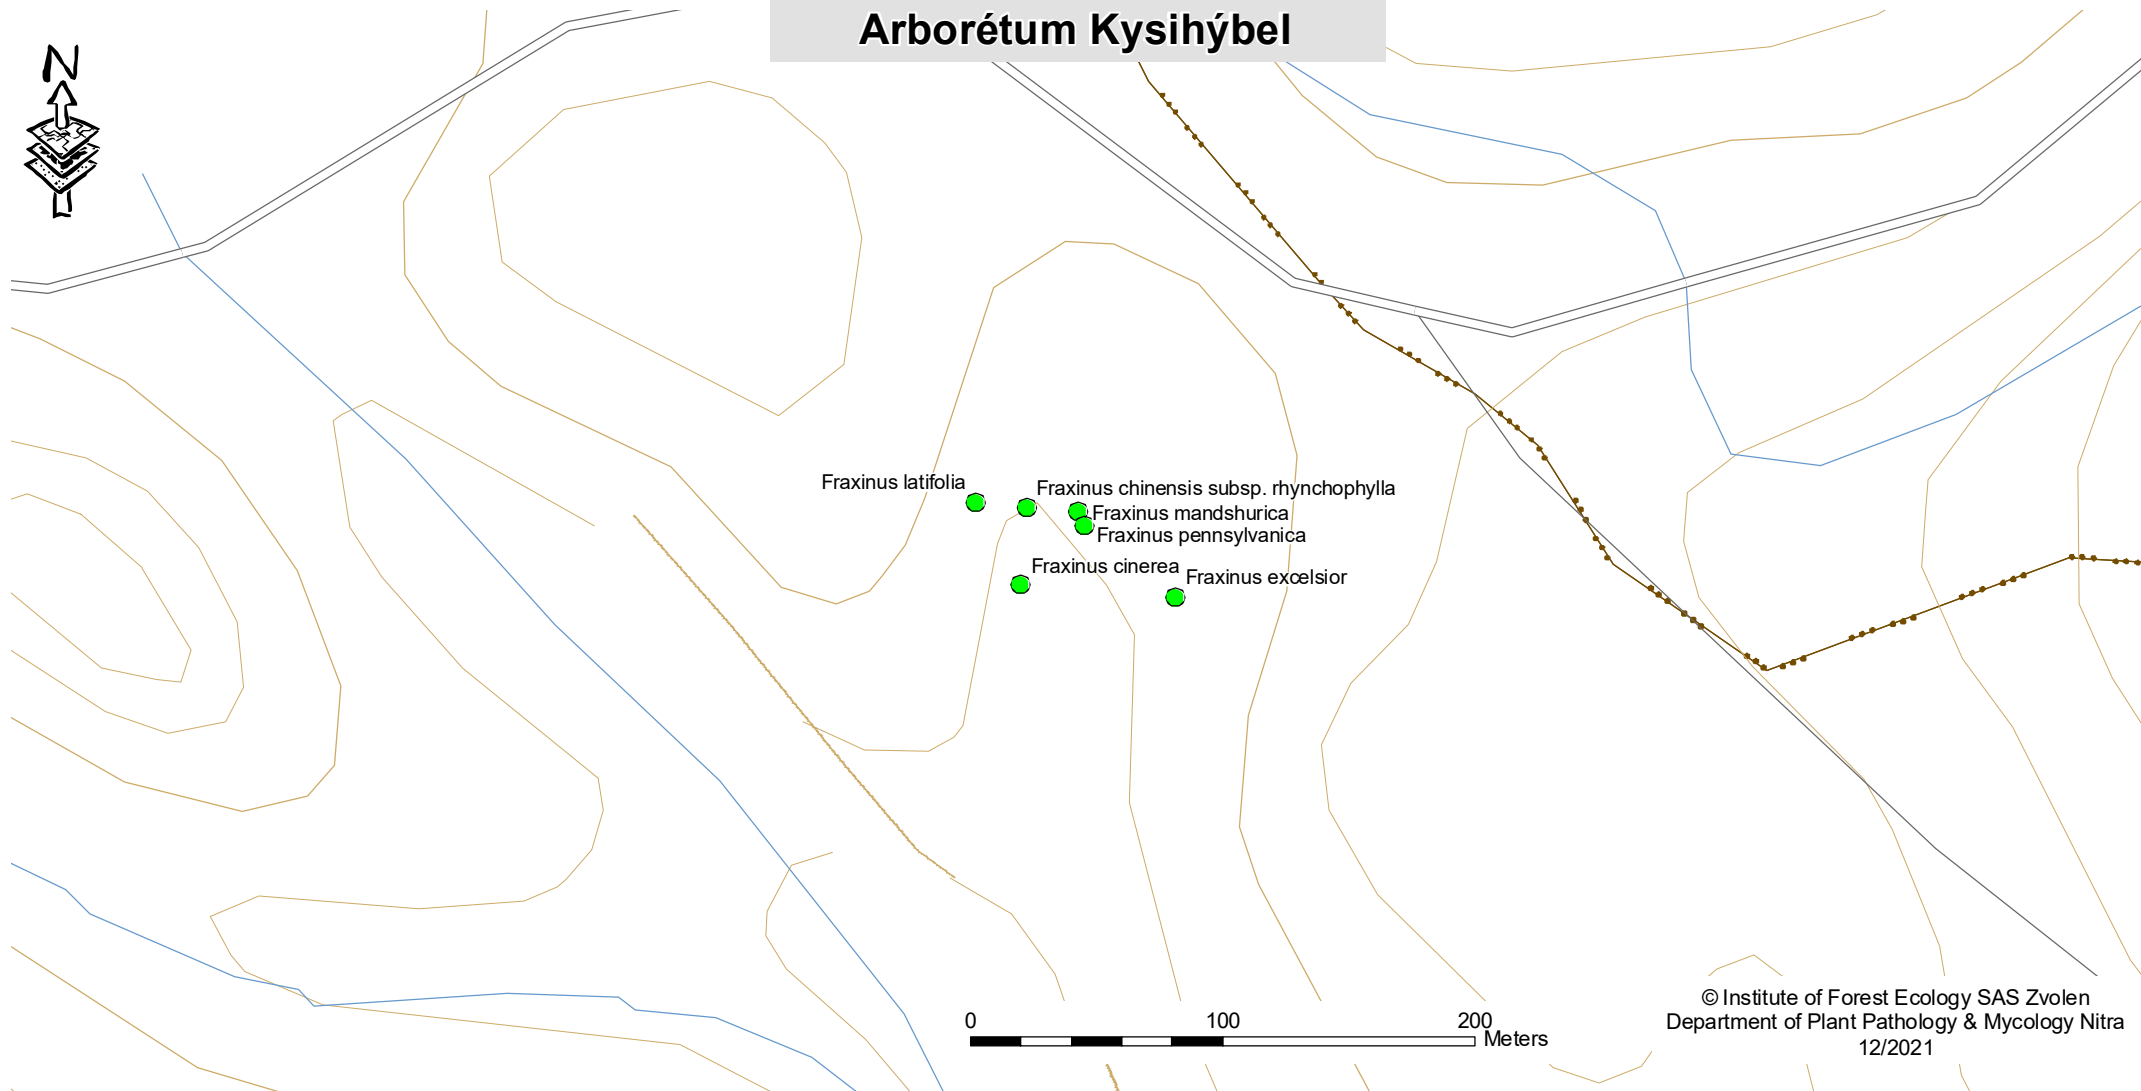 Arborétum Kysihýbel
N
Fraxinus latifolia
Fraxinus chinensis subsp. rhynchophylla
Fraxinus mandshurica
Fraxinus pennsylvanica
Fraxinus cinerea
Fraxinus excelsior
0 100 200
Meters
© Institute of Forest Ecology SAS Zvolen
Department of Plant Pathology & Mycology Nitra
12/2021